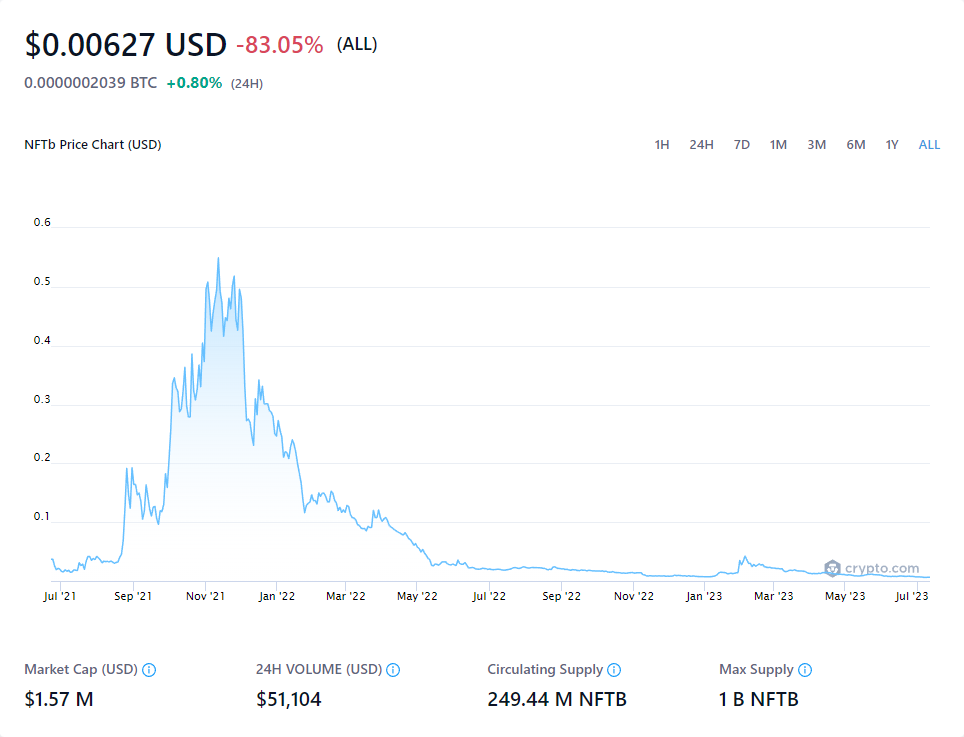 $0.00627 USD -83.05% (ALL)
0.0000002039 BTC +0.80% (24H)
NFTb Price Chart (USD) 1H 24H 7D 1M 3M 6M 1Y ALL
0.6
0.5
0.4
0.3
0.2
0.1
crypto.com
Jul '21 Sep '21 Nov '21 Jan '22 Mar '22 May '22 Jul '22 Sep '22 Nov '22 Jan '23 Mar '23 May '23 Jul '23
Market Cap (USD) 24H VOLUME (USD) Circulating Supply Max Supply
$1.57 M $51,104 249.44 M NFTB 1 B NFTB